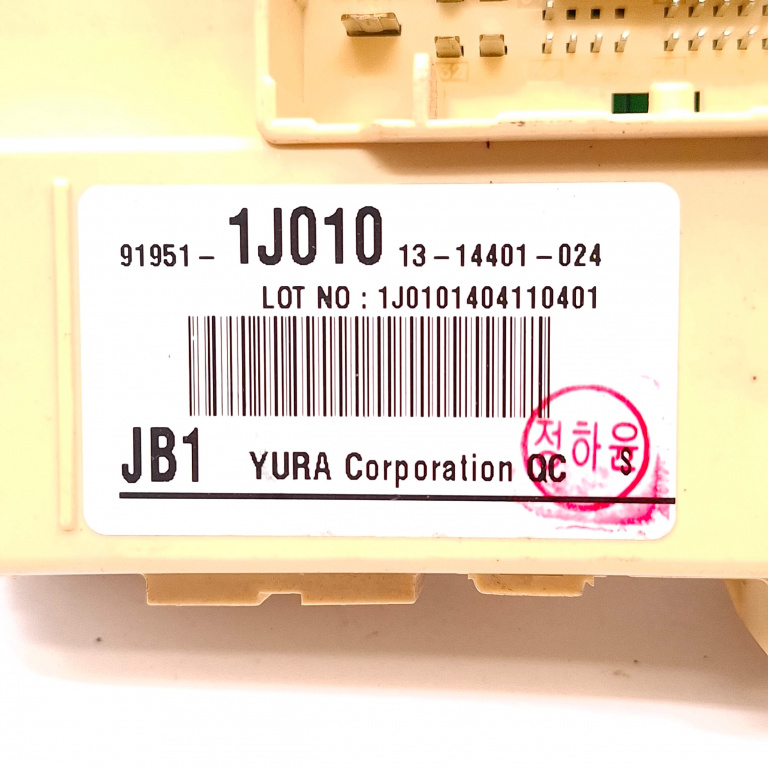 91951-1J010 13-14401-024
LOT NO : 1J0101404110401
정하윤
JB1 YURA Corporation QC S